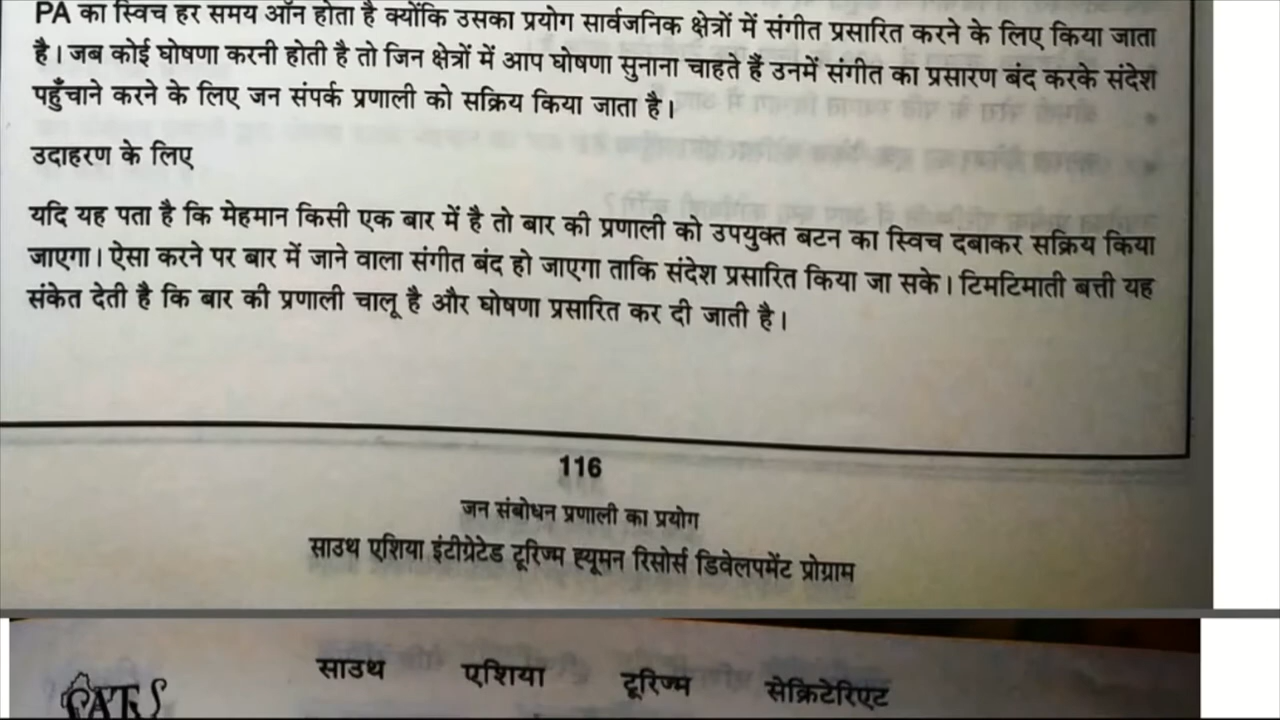 PA का स्विच हर समय ऑन होता है क्योंकि उसका प्रयोग सार्वजनिक क्षेत्रों में संगीत प्रसारित करने के लिए किया जाता
है। जब कोई घोषणा करनी होती है तो जिन क्षेत्रों में आप घोषणा सुनाना चाहते हैं उनमें संगीत का प्रसारण बंद करके संदेश
पहुँचाने करने के लिए जन संपर्क प्रणाली को सक्रिय किया जाता है।
उदाहरण के लिए
यदि यह पता है कि मेहमान किसी एक बार में है तो बार की प्रणाली को उपयुक्त बटन का स्विच दबाकर सक्रिय किया
जाएगा। ऐसा करने पर बार में जाने वाला संगीत बंद हो जाएगा ताकि संदेश प्रसारित किया जा सके। टिमटिमाती बत्ती यह
संकेत देती है कि बार की प्रणाली चालू है और घोषणा प्रसारित कर दी जाती है।
116
जन संबोधन प्रणाली का प्रयोग
साउथ एशिया इंटीग्रेटेड टूरिज्म ह्यूमन रिसोर्स डिवेलपमेंट प्रोग्राम
साउथ एशिया टूरिज्म सेक्रिटेरिएट